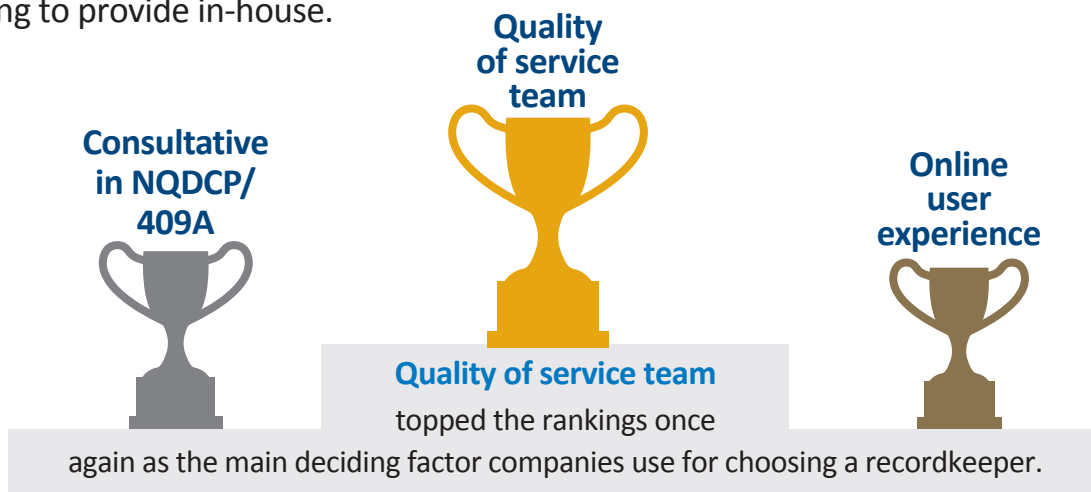 to provide in-house.
Quality
of service
team
Consultative
in NQDCP/
409A
Online
user
experience
Quality of service team
topped the rankings once
again as the main deciding factor companies use for choosing a recordkeeper.